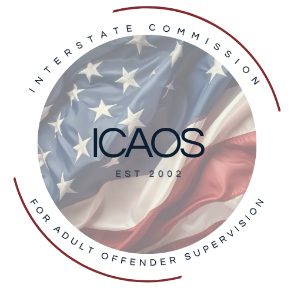 INTERSTATE COMMISSION
ICAOS
EST 2002
FOR ADULT OFFENDER SUPERVISION